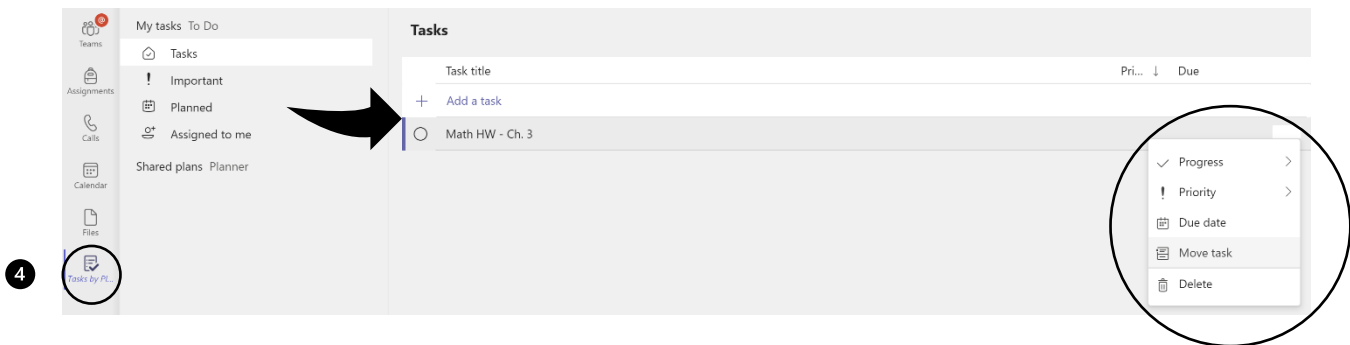 Teams
Assignments
Calls
Calendar
Files
4
Tasks by Pl...
My tasks To Do
Tasks
Important
Planned
Assigned to me
Shared plans Planner
Tasks
Task title Pri... ↓ Due
+ Add a task
Math HW - Ch. 3
Progress
Priority
Due date
Move task
Delete